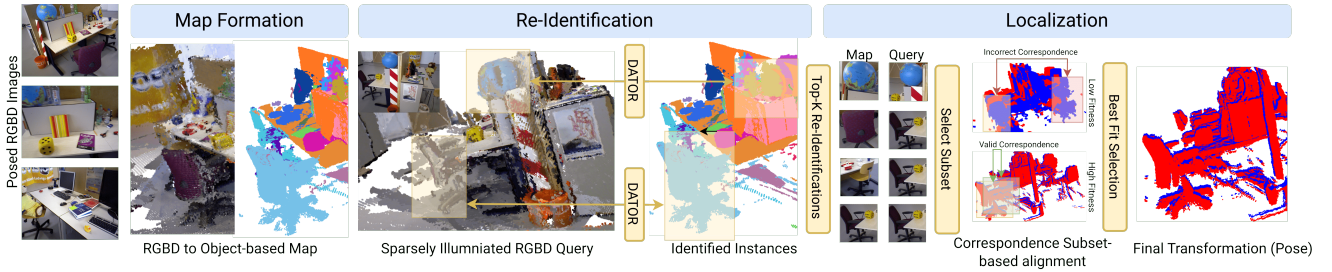 Map Formation
Re-Identification
Localization
Posed RGBD Images
DATOR
DATOR
Top-K Re-Identifications
Map
Query
Select Subset
Incorrect Correspondence
Low Fitness
Valid Correspondence
High Fitness
Best Fit Selection
RGBD to Object-based Map
Sparsely Illumniated RGBD Query
Identified Instances
Correspondence Subset-
based alignment
Final Transformation (Pose)